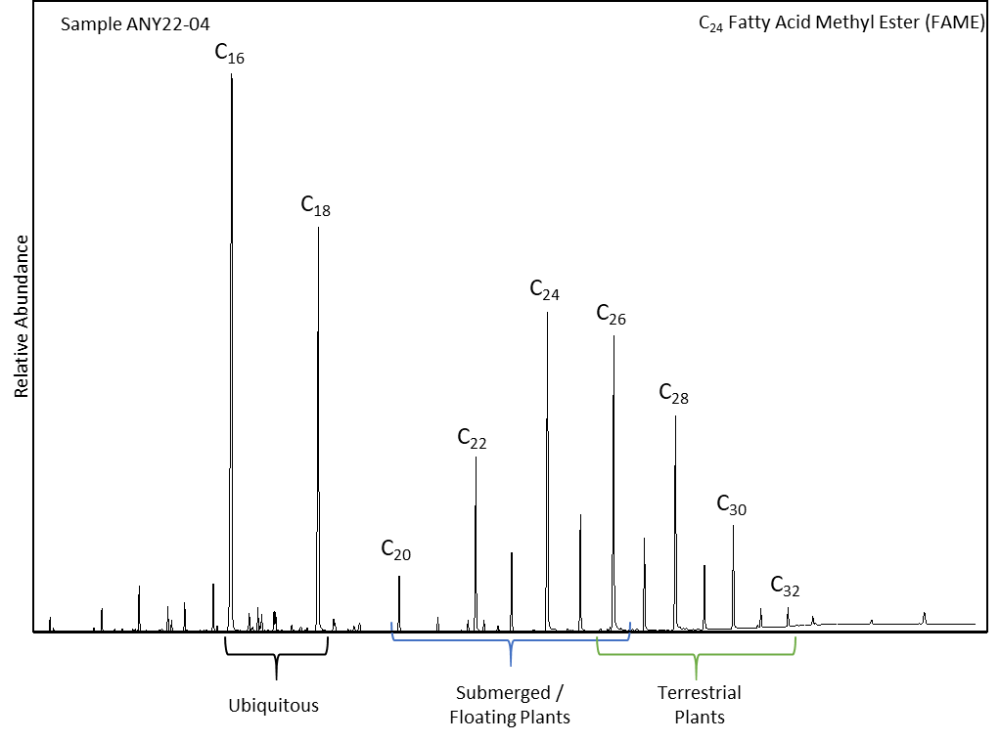 Sample ANY22-04
C₂₄ Fatty Acid Methyl Ester (FAME)
C₁₆
C₁₈
C₂₄
C₂₆
C₂₈
C₂₂
C₃₀
C₂₀
C₃₂
Relative Abundance
Ubiquitous
Submerged /
Floating Plants
Terrestrial
Plants